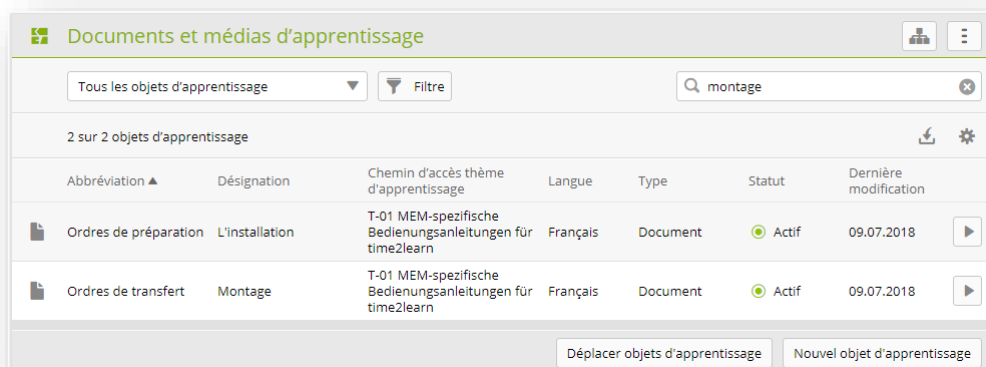 Documents et médias d’apprentissage
Tous les objets d’apprentissage
Filtre
montage
2 sur 2 objets d’apprentissage
Abbréviation ▲ Désignation Chemin d’accès thème d’apprentissage Langue Type Statut Dernière modification
Ordres de préparation L’installation T-01 MEM-spezifische Bedienungsanleitungen für time2learn Français Document Actif 09.07.2018
Ordres de transfert Montage T-01 MEM-spezifische Bedienungsanleitungen für time2learn Français Document Actif 09.07.2018
Déplacer objets d’apprentissage
Nouvel objet d’apprentissage